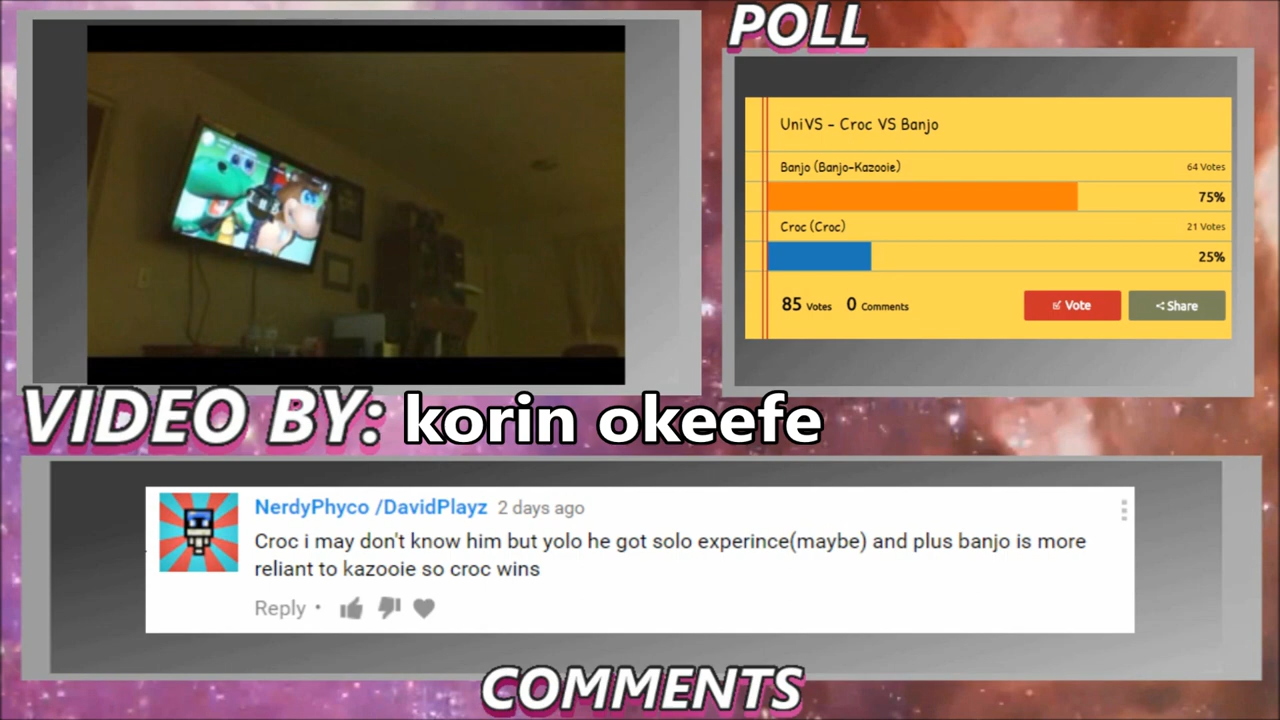 POLL
UniVS - Croc VS Banjo
Banjo (Banjo-Kazooie) 64 Votes
75%
Croc (Croc) 21 Votes
25%
85 Votes 0 Comments Vote Share
VIDEO BY: korin okeefe
NerdyPhyco /DavidPlayz 2 days ago
Croc i may don't know him but yolo he got solo experince(maybe) and plus banjo is more
reliant to kazooie so croc wins
Reply •
COMMENTS